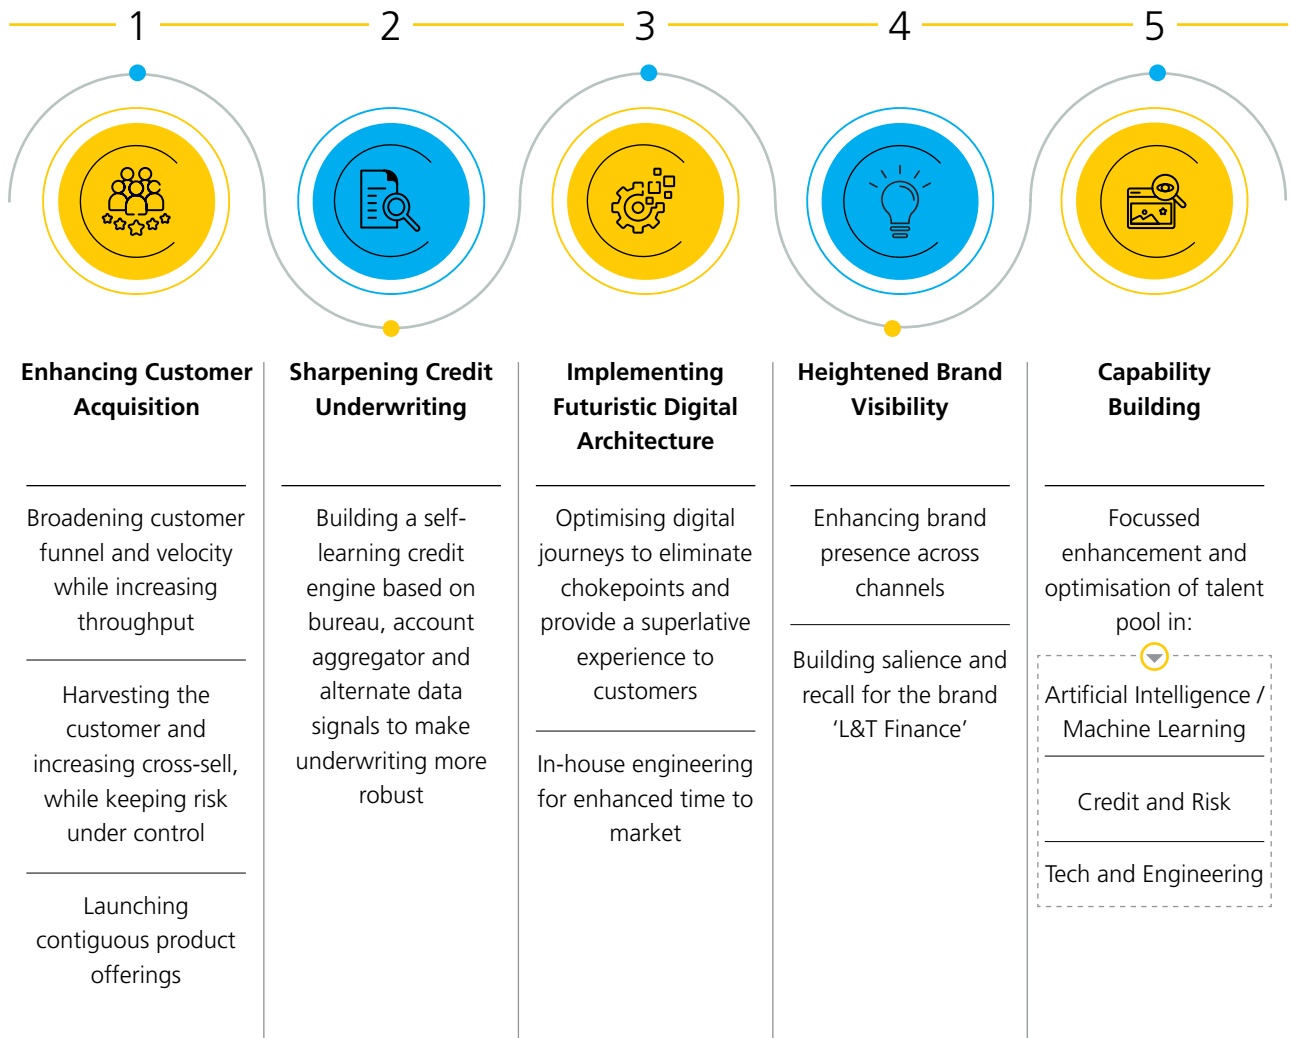 1
2
3
4
5
Enhancing Customer
Acquisition
Broadening customer
funnel and velocity
while increasing
throughput
Harvesting the
customer and
increasing cross-sell,
while keeping risk
under control
Launching
contiguous product
offerings
Sharpening Credit
Underwriting
Building a self-
learning credit
engine based on
bureau, account
aggregator and
alternate data
signals to make
underwriting more
robust
Implementing
Futuristic Digital
Architecture
Optimising digital
journeys to eliminate
chokepoints and
provide a superlative
experience to
customers
In-house engineering
for enhanced time to
market
Heightened Brand
Visibility
Enhancing brand
presence across
channels
Building salience and
recall for the brand
‘L&T Finance’
Capability
Building
Focussed
enhancement and
optimisation of talent
pool in:
Artificial Intelligence /
Machine Learning
Credit and Risk
Tech and Engineering